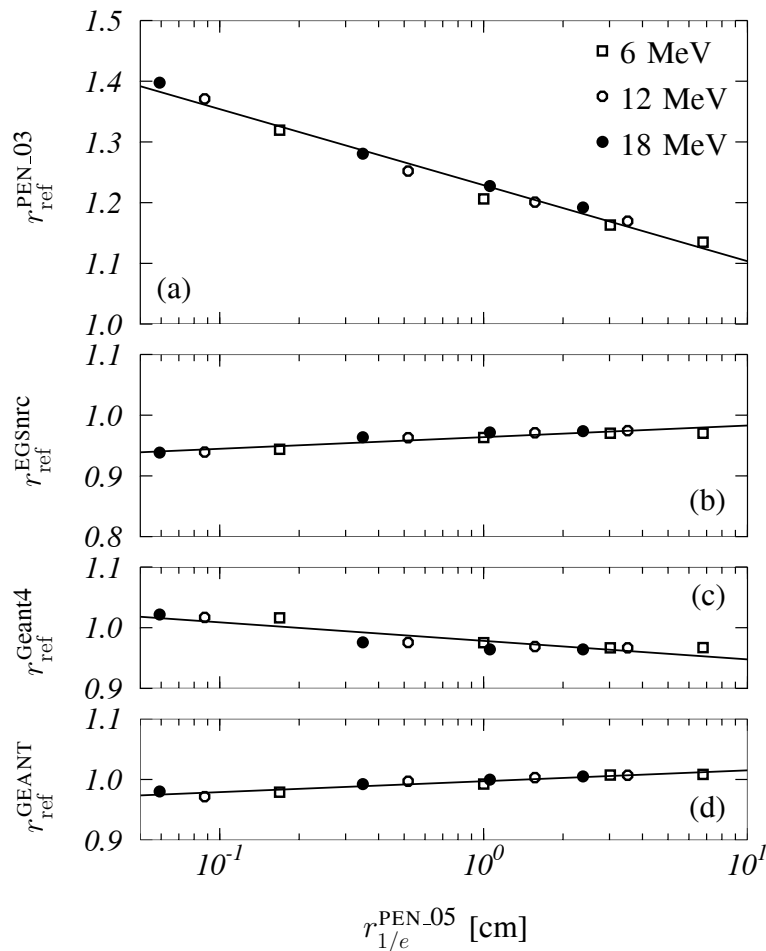 1.5
1.4
1.3
1.2
1.1
1.0
r_ref^PEN_03
□ 6 MeV
○ 12 MeV
● 18 MeV
(a)
1.1
1.0
0.9
0.8
r_ref^EGSnrc
(b)
1.1
1.0
0.9
r_ref^Geant4
(c)
1.1
1.0
0.9
r_ref^GEANT
(d)
10^-1 10^0 10^1
r_1/e^PEN_05 [cm]